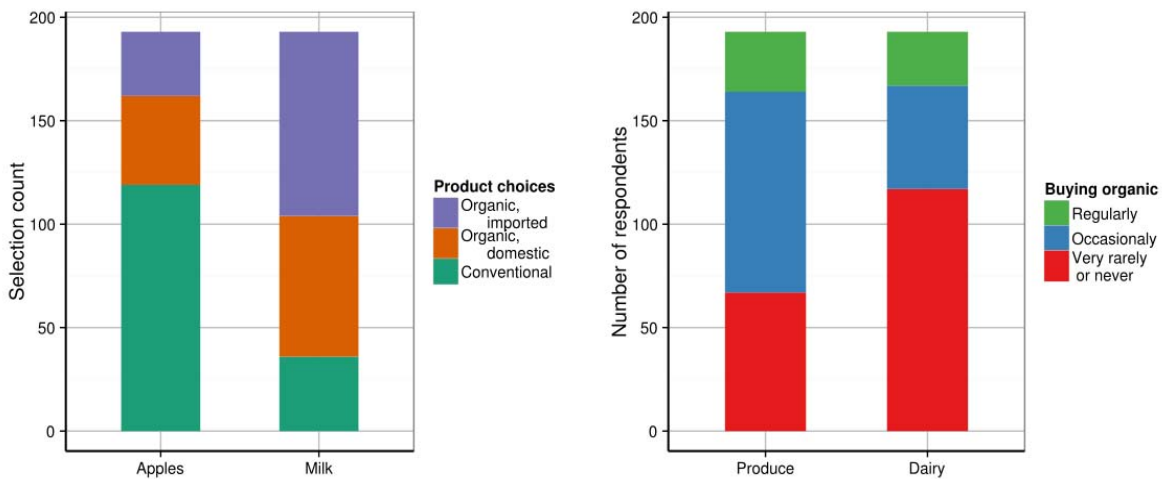 200
150
100
50
0
Selection count
Apples
Milk
Product choices
Organic,
imported
Organic,
domestic
Conventional
200
150
100
50
0
Number of respondents
Produce
Dairy
Buying organic
Regularly
Occasionaly
Very rarely
or never